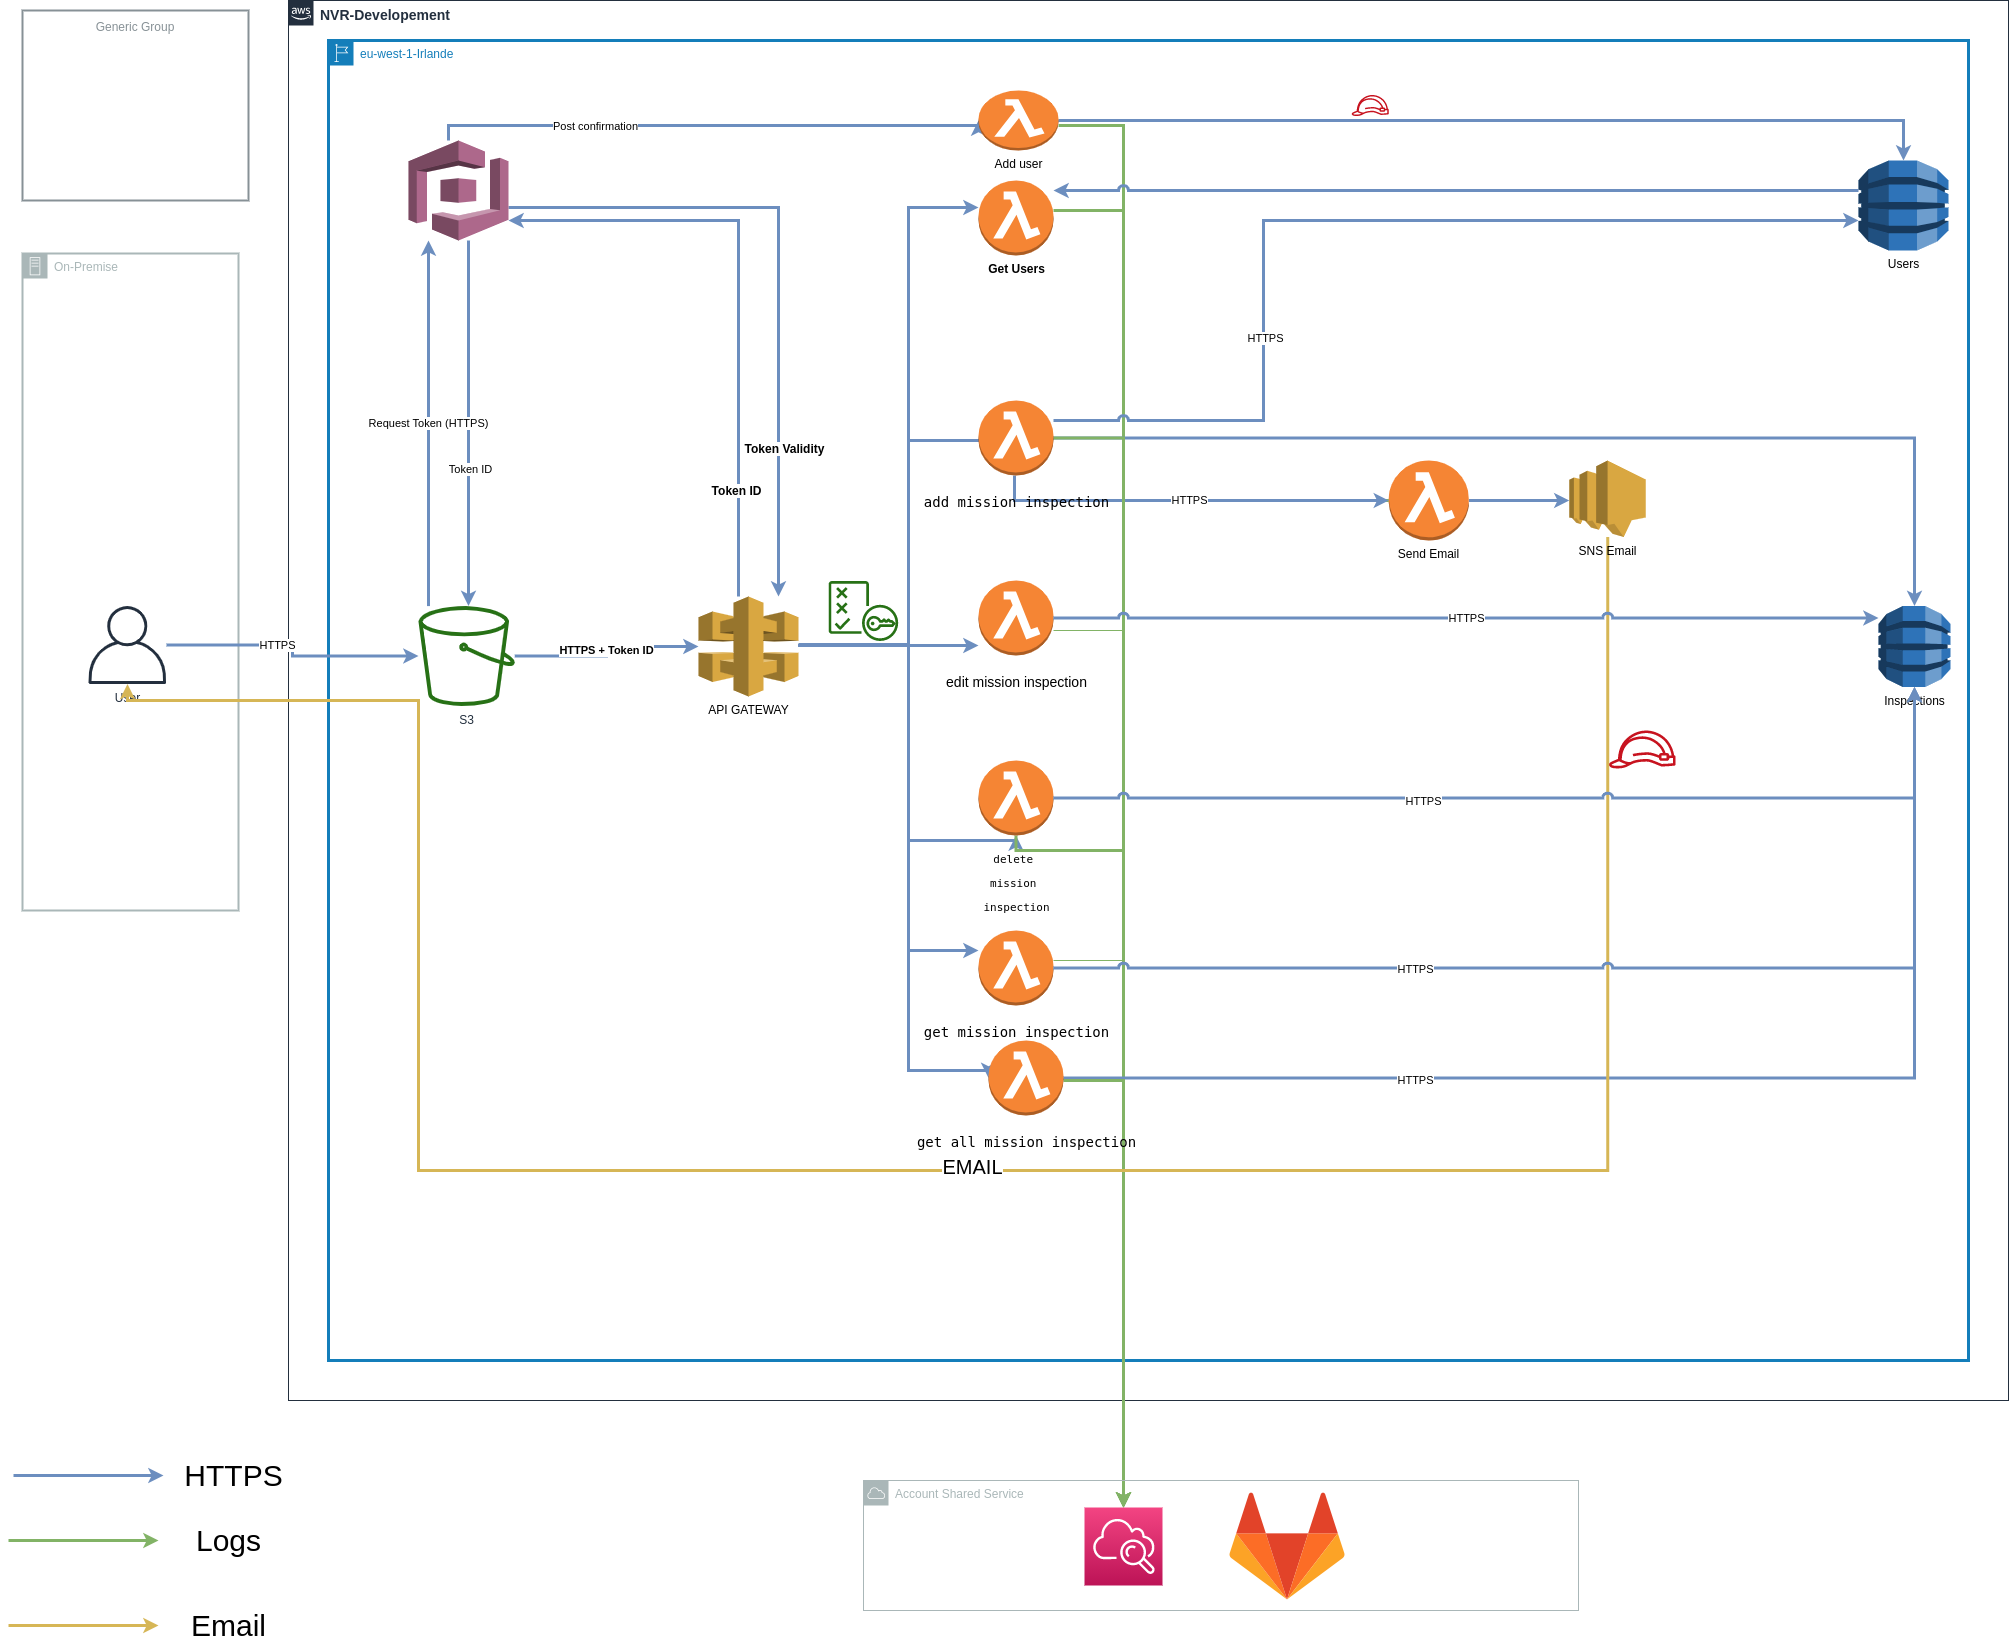 Generic Group
aws
NVR-Developement
eu-west-1-Irlande
Post confirmation
Add user
Get Users
Users
On-Premise
HTTPS
Request Token (HTTPS)
Token ID
Token Validity
Token ID
add mission inspection
HTTPS
Send Email
SNS Email
HTTPS
User
HTTPS + Token ID
S3
API GATEWAY
HTTPS
edit mission inspection
Inspections
HTTPS
delete
mission
inspection
HTTPS
get mission inspection
HTTPS
get all mission inspection
EMAIL
HTTPS
Logs
Email
Account Shared Service